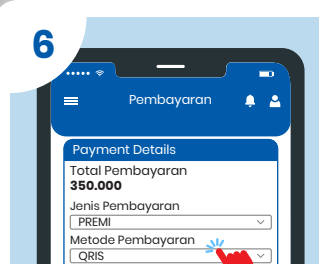 6
Pembayaran
Payment Details
Total Pembayaran
350.000
Jenis Pembayaran
PREMI
Metode Pembayaran
QRIS